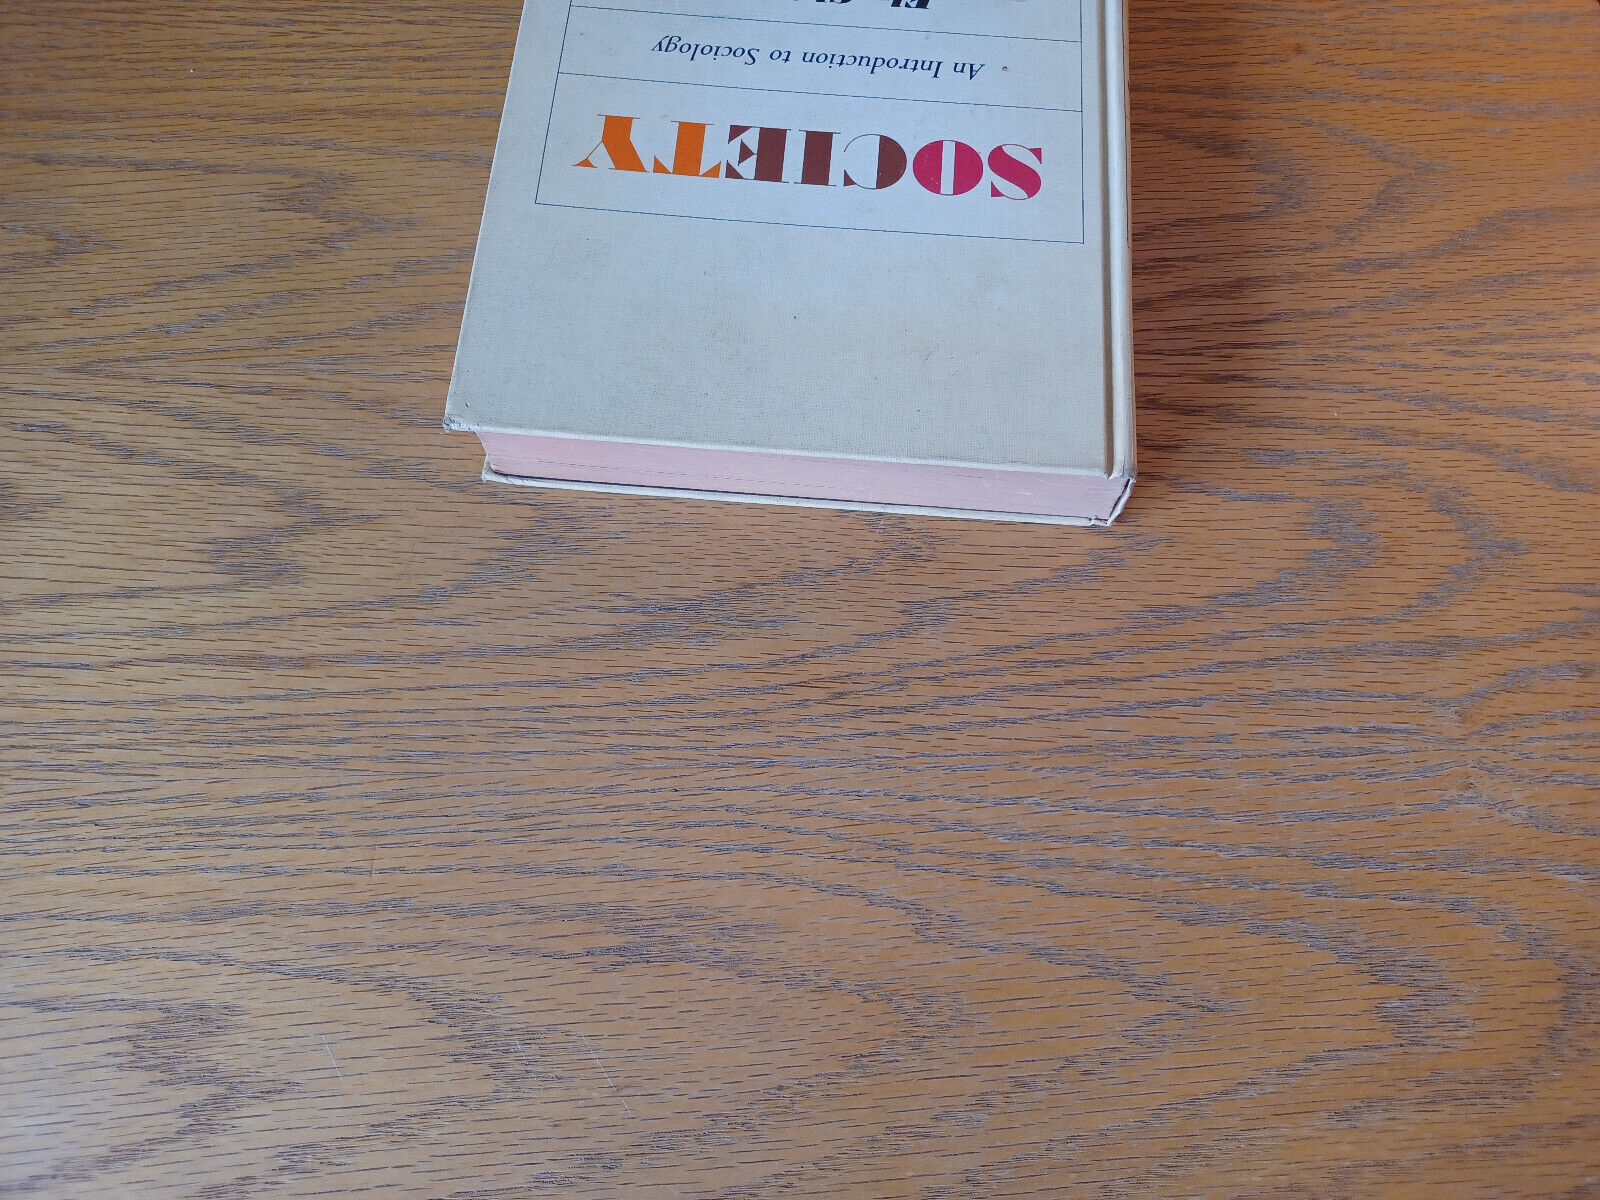 SOCIETY
An Introduction to Sociology